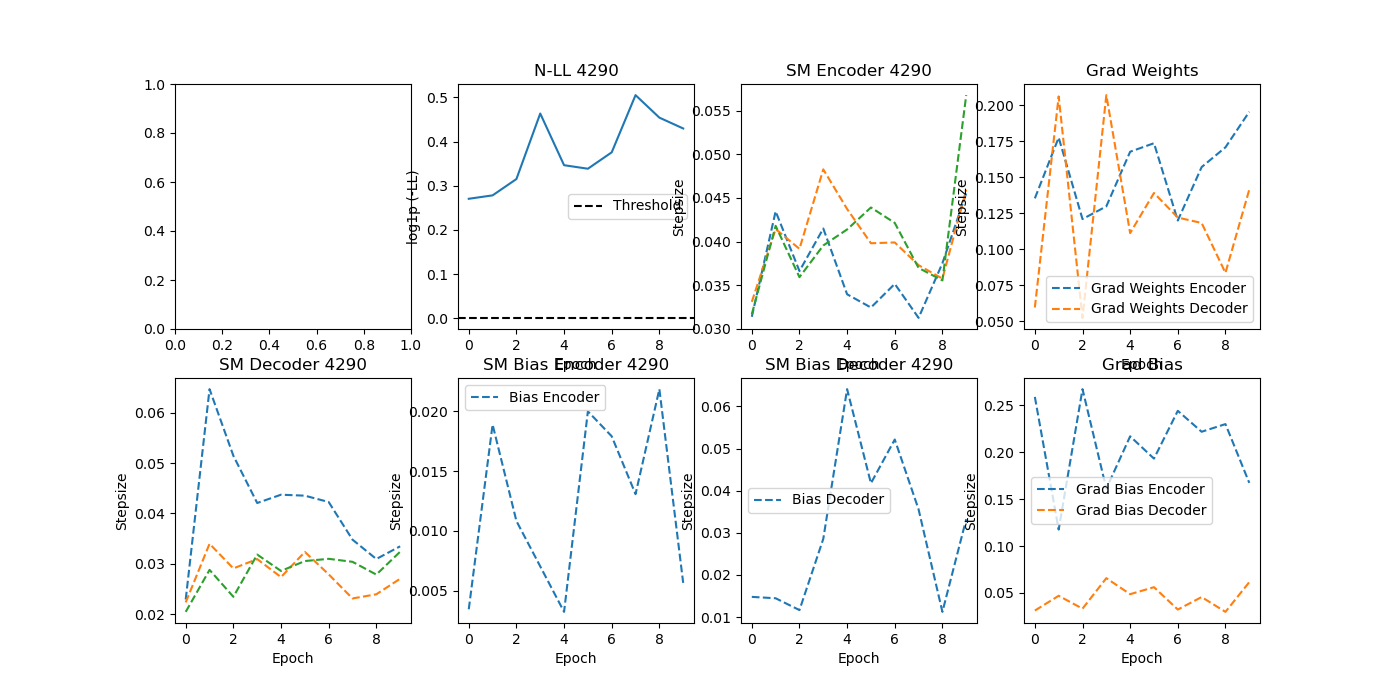 N-LL 4290
SM Encoder 4290
Grad Weights
1.0
0.8
0.6
0.4
0.2
0.0
0.0 0.2 0.4 0.6 0.8 1.0
log1p (-LL)
0.5
0.4
0.3
0.2
0.1
0.0
0 2 4 6 8
Threshold
Epoch
Stepsize
0.055
0.050
0.045
0.040
0.035
0.030
0 2 4 6 8
Epoch
Stepsize
0.200
0.175
0.150
0.125
0.100
0.075
0.050
0 2 4 6 8
Grad Weights Encoder
Grad Weights Decoder
Epoch
SM Decoder 4290
SM Bias Encoder 4290
SM Bias Decoder 4290
Grad Bias
Stepsize
0.06
0.05
0.04
0.03
0.02
0 2 4 6 8
Epoch
Stepsize
0.020
0.015
0.010
0.005
0 2 4 6 8
Bias Encoder
Epoch
Stepsize
0.06
0.05
0.04
0.03
0.02
0.01
0 2 4 6 8
Bias Decoder
Epoch
Stepsize
0.25
0.20
0.15
0.10
0.05
0 2 4 6 8
Grad Bias Encoder
Grad Bias Decoder
Epoch